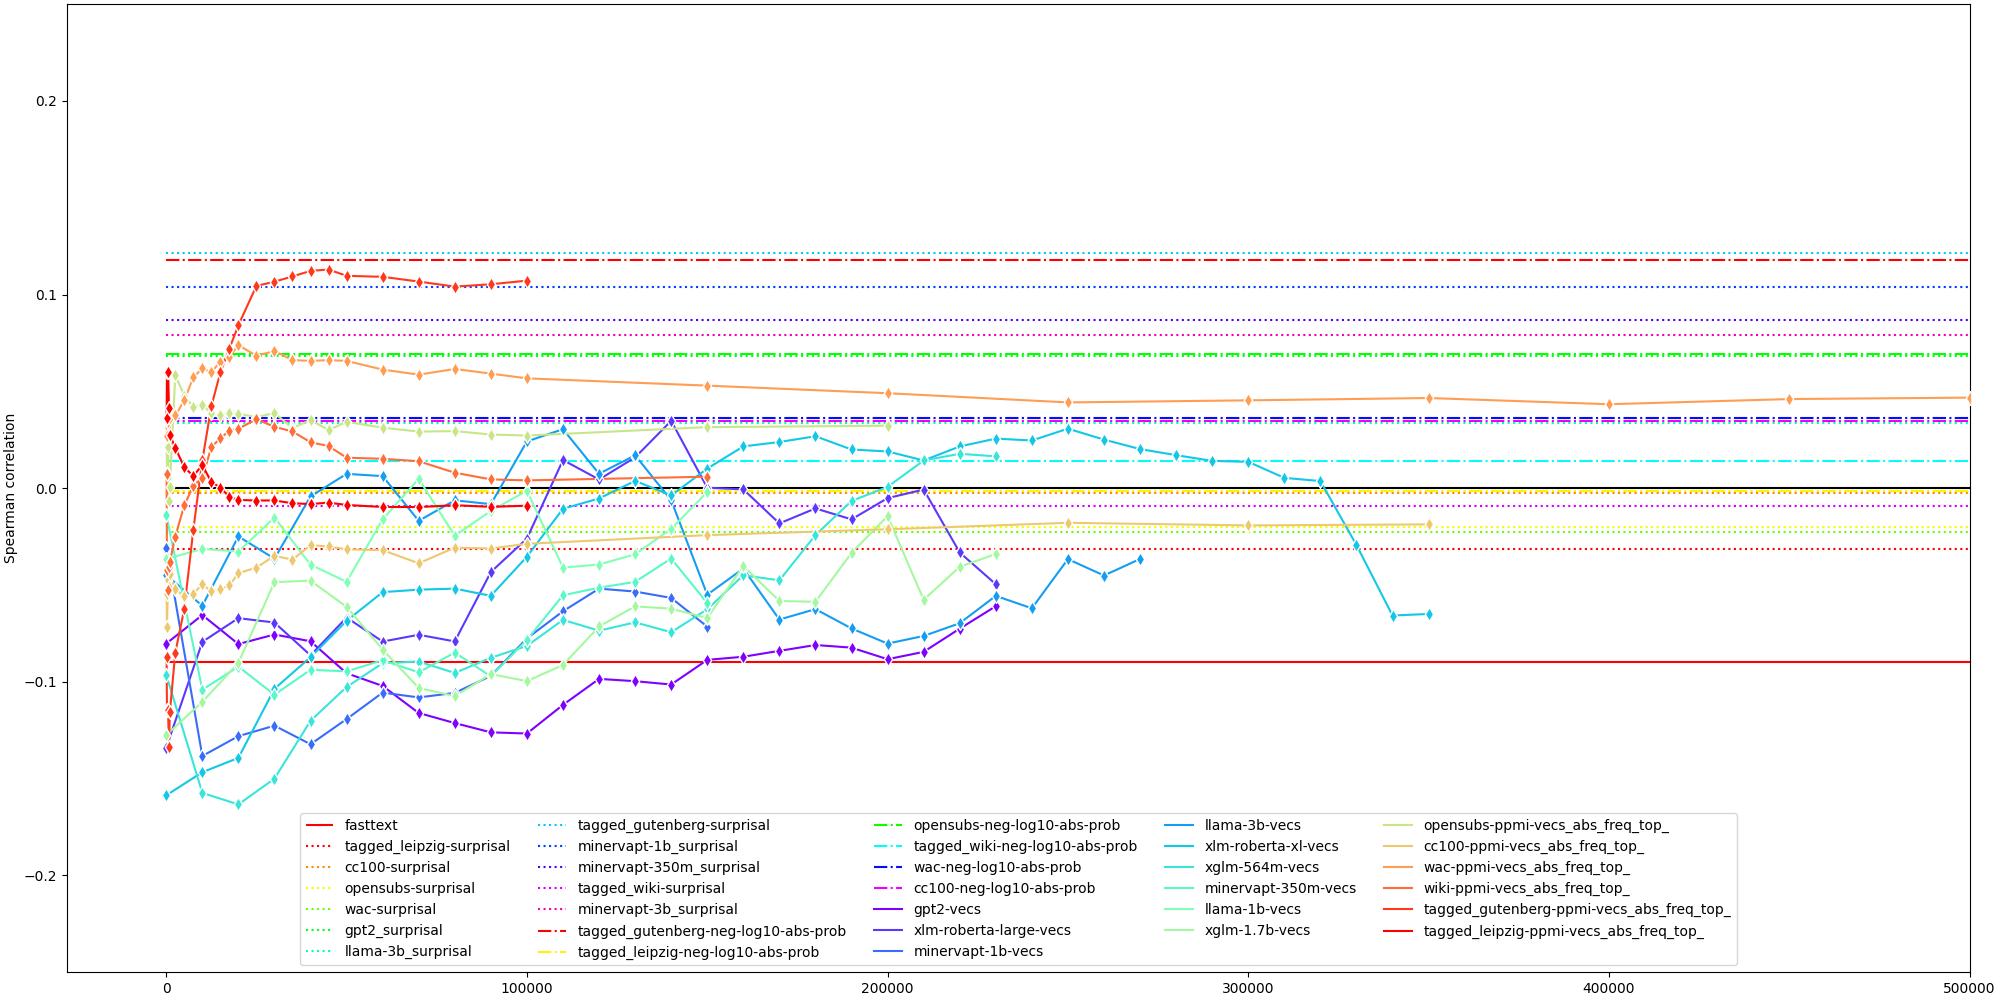 0.2
0.1
0.0
−0.1
−0.2
Spearman correlation
fasttext
tagged_leipzig-surprisal
cc100-surprisal
opensubs-surprisal
wac-surprisal
gpt2_surprisal
llama-3b_surprisal
tagged_gutenberg-surprisal
minervapt-1b_surprisal
minervapt-350m_surprisal
tagged_wiki-surprisal
minervapt-3b_surprisal
tagged_gutenberg-neg-log10-abs-prob
tagged_leipzig-neg-log10-abs-prob
opensubs-neg-log10-abs-prob
tagged_wiki-neg-log10-abs-prob
wac-neg-log10-abs-prob
cc100-neg-log10-abs-prob
gpt2-vecs
xlm-roberta-large-vecs
minervapt-1b-vecs
llama-3b-vecs
xlm-roberta-xl-vecs
xglm-564m-vecs
minervapt-350m-vecs
llama-1b-vecs
xglm-1.7b-vecs
opensubs-ppmi-vecs_abs_freq_top_
cc100-ppmi-vecs_abs_freq_top_
wac-ppmi-vecs_abs_freq_top_
wiki-ppmi-vecs_abs_freq_top_
tagged_gutenberg-ppmi-vecs_abs_freq_top_
tagged_leipzig-ppmi-vecs_abs_freq_top_
0 100000 200000 300000 400000 500000